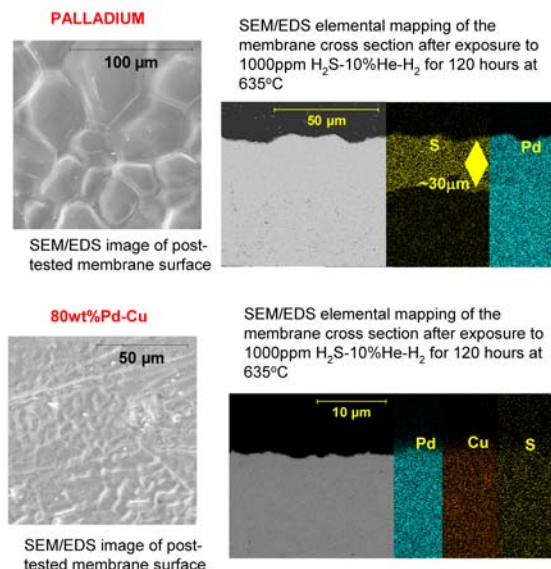 PALLADIUM
100 µm
SEM/EDS image of post-
tested membrane surface
SEM/EDS elemental mapping of the
membrane cross section after exposure to
1000ppm H₂S-10%He-H₂ for 120 hours at
635ºC
50 µm
S
Pd
~30µm
80wt%Pd-Cu
50 µm
SEM/EDS image of post-
tested membrane surface
SEM/EDS elemental mapping of the
membrane cross section after exposure to
1000ppm H₂S-10%He-H₂ for 120 hours at
635ºC
10 µm
Pd
Cu
S